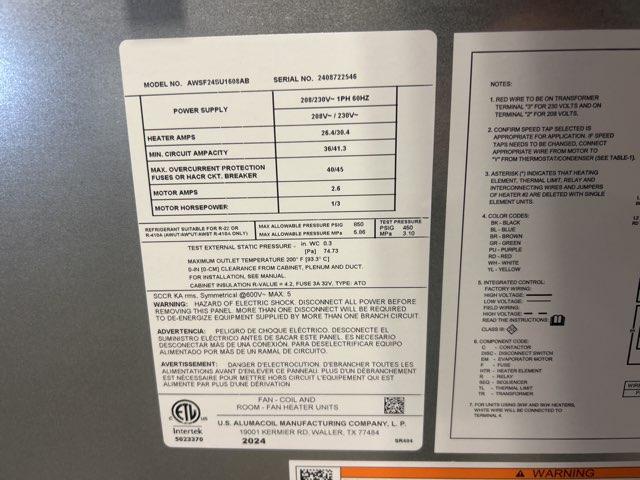 MODEL NO. AWSF24SU1608AB SERIAL NO. 2408722546
POWER SUPPLY 208/230V~ 1PH 60HZ
208V~ / 230V~
HEATER AMPS 26.4/30.4
MIN. CIRCUIT AMPACITY 36/41.3
MAX. OVERCURRENT PROTECTION
FUSES OR HACR CKT. BREAKER 40/45
MOTOR AMPS 2.6
MOTOR HORSEPOWER 1/3
REFRIGERANT SUITABLE FOR R-22 OR
R-410A (AWUT/AWUFT/AWST R-410A ONLY)
MAX ALLOWABLE PRESSURE PSIG 850
MAX ALLOWABLE PRESSURE MPa 5.86
TEST PRESSURE
PSIG 450
MPa 3.10
TEST EXTERNAL STATIC PRESSURE - in. WC 0.3
[Pa] 74.73
MAXIMUM OUTLET TEMPERATURE 200° F [93.3° C]
0-IN [0-CM] CLEARANCE FROM CABINET, PLENUM AND DUCT.
FOR INSTALLATION, SEE MANUAL.
CABINET INSULATION R-VALUE = 4.2, FUSE 3A 32V, TYPE: ATO
SCCR KA rms, Symmetrical @600V~ MAX: 5
WARNING: HAZARD OF ELECTRIC SHOCK. DISCONNECT ALL POWER BEFORE
REMOVING THIS PANEL. MORE THAN ONE DISCONNECT WILL BE REQUIRED
TO DE-ENERGIZE EQUIPMENT SUPPLIED BY MORE THAN ONE BRANCH CIRCUIT.
ADVERTENCIA: PELIGRO DE CHOQUE ELÉCTRICO. DESCONECTE EL
SUMINISTRO ELÉCTRICO ANTES DE SACAR ESTE PANEL. PUEDE NECESITAR
DESCONECTAR MÁS DE UNA CONEXIÓN. PARA DESELECTRIFICAR EQUIPO
ALIMENTADO POR MÁS DE UN RAMAL DE CIRCUITO.
AVERTISSEMENT: DANGER D'ELECTROCUTION. D'EBRANCHER TOUTES LES
ALIMENTATIONS AVANT D'ENLEVER CE PANNEAU. PLUS D'UN DÉBRANCHEMENT
EST NÉCESSAIRE POUR METTRE HORS CIRCUIT UN MATÉRIEL ALIMENTÉ
PAR PLUS D'UNE DÉRIVATION
ETL
Intertek
5023370
FAN - COIL AND
ROOM - FAN HEATER UNITS
U.S. ALUMACOIL MANUFACTURING COMPANY, L. P.
19001 KERMIER RD. WALLER, TX 77484
2024 SR404
NOTES:
1. RED WIRE TO BE ON TRANSFORMER
TERMINAL "3" FOR 230 VOLTS AND ON
TERMINAL "2" FOR 208 VOLTS.
2. CONFIRM SPEED TAP SELECTED IS
APPROPRIATE FOR APPLICATION. IF SPEED
TAPS NEEDS TO BE CHANGED, CONNECT
APPROPRIATE WIRE FROM MOTOR TO
"Y" FROM THERMOSTAT/CONDENSER (SEE TABLE-1).
3. ASTERISK (*) INDICATES THAT HEATING
ELEMENT, THERMAL LIMIT, RELAY AND
INTERCONNECTING WIRES AND JUMPERS
OF HEATER #2 ARE DELETED WITH SINGLE
ELEMENT UNITS.
4. COLOR CODES:
BK - BLACK
BL - BLUE
BR - BROWN
GR - GREEN
PU - PURPLE
RD - RED
WH - WHITE
YL - YELLOW
5. INTEGRATED CONTROL:
FACTORY WIRING:
HIGH VOLTAGE:
LOW VOLTAGE:
FIELD WIRING:
HIGH VOLTAGE:
READ THE INSTRUCTIONS
CLASS III:
6. COMPONENT CODE:
C - CONTACTOR
DISC - DISCONNECT SWITCH
EM - EVAPORATOR MOTOR
F - FUSE
HTR - HEATER ELEMENT
R - RELAY
SEQ - SEQUENCER
TL - THERMAL LIMIT
TR - TRANSFORMER
7. FOR UNITS USING 3KW AND 5KW HEATERS,
WHITE WIRE WILL BE CONNECTED TO
TERMINAL 4.
WARNING